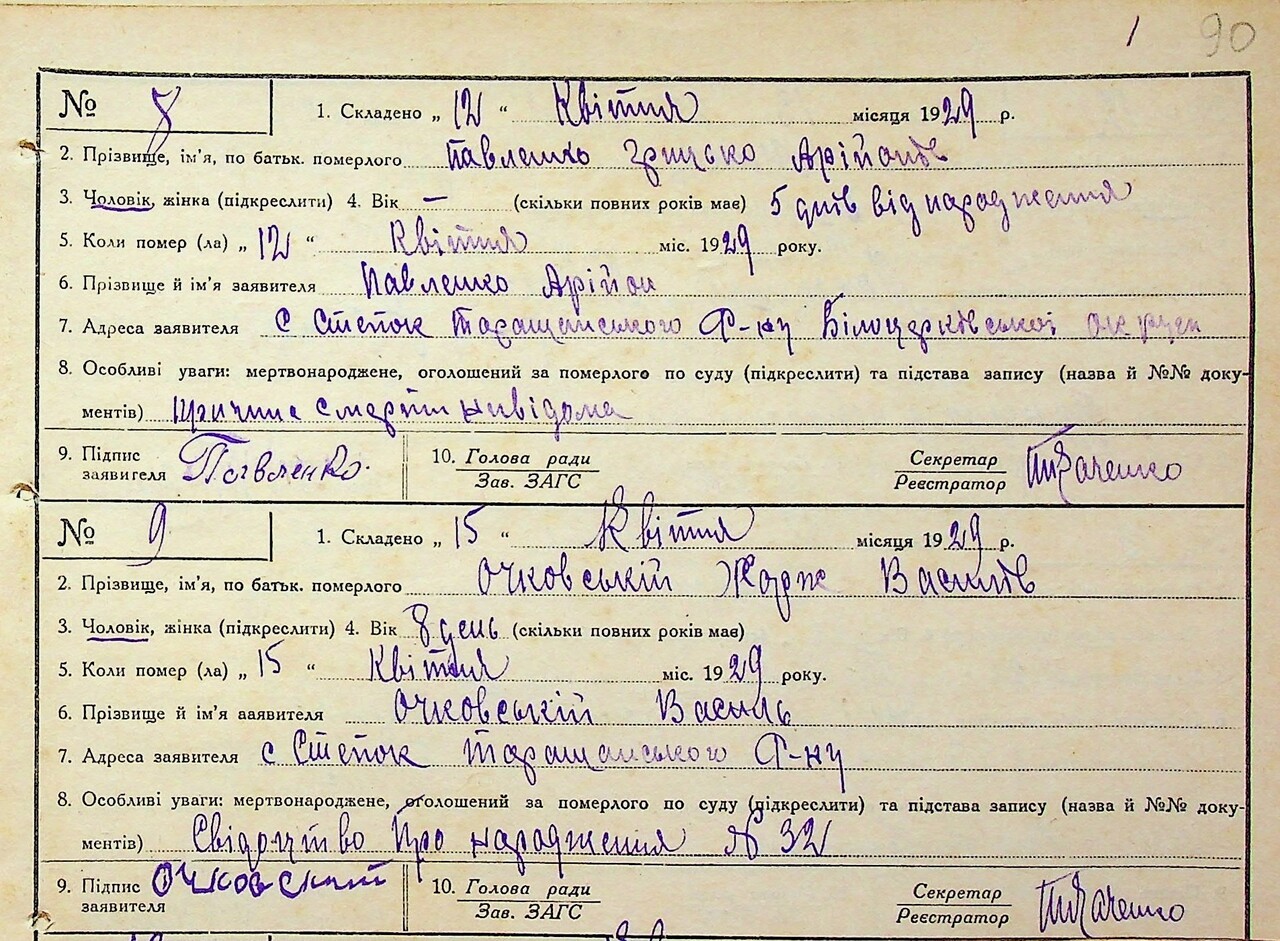 1 90
№ 8 1. Складено „ 12 “ Квітня місяця 1929 р.
2. Прізвище, ім'я, по батьк. померлого Павленко Грицько Арійонів
3. Чоловік, жінка (підкреслити) 4. Вік — (скільки повних років має) 5 днів від народження
5. Коли помер (ла) „ 12 “ Квітня міс. 1929 року.
6. Прізвище й ім'я заявителя Павленко Арійон
7. Адреса заявителя с Степок Таращанського Ф-ну Білоцерківської округи
8. Особливі уваги: мертвонароджене, оголошений за померлого по суду (підкреслити) та підстава запису (назва й №№ доку-
ментів) причина смерти невідома
9. Підпис Павленко 10. Голова ради Секретар Ткаченко
заявителя Зав. ЗАГС Реєстратор
№ 9 1. Складено „ 15 “ Квітня місяця 1929 р.
2. Прізвище, ім'я, по батьк. померлого Очковській Жорж Василів
3. Чоловік, жінка (підкреслити) 4. Вік 8 день (скільки повних років має)
5. Коли помер (ла) „ 15 “ Квітня міс. 1929 року.
6. Прізвище й ім'я заявителя Очковській Василь
7. Адреса заявителя с Степок Таращанського Ф-ну
8. Особливі уваги: мертвонароджене, оголошений за померлого по суду (підкреслити) та підстава запису (назва й №№ доку-
ментів) Свідоцтво про народження № 32
9. Підпис Очковский 10. Голова ради Секретар Ткаченко
заявителя Зав. ЗАГС Реєстратор